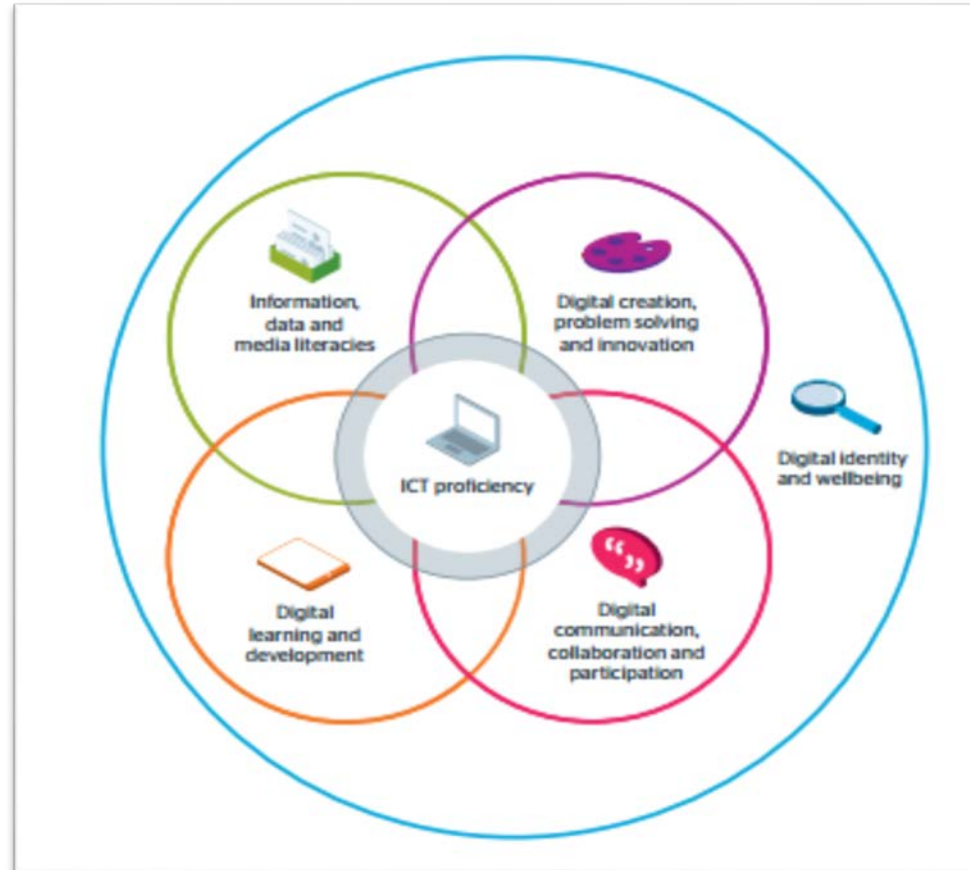 Information,
data and
media literacies
Digital creation,
problem solving
and innovation
ICT proficiency
Digital identity
and wellbeing
Digital
learning and
development
Digital
communication,
collaboration and
participation